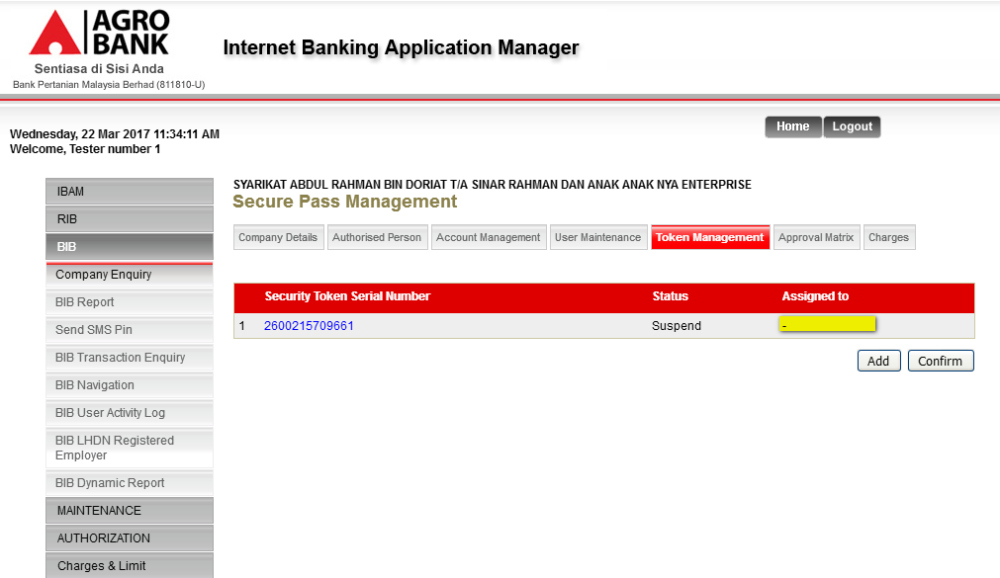 AGRO
BANK
Sentiasa di Sisi Anda
Bank Pertanian Malaysia Berhad (811810-U)
Internet Banking Application Manager
Wednesday, 22 Mar 2017 11:34:11 AM
Welcome, Tester number 1
Home Logout
IBAM
RIB
BIB
Company Enquiry
BIB Report
Send SMS Pin
BIB Transaction Enquiry
BIB Navigation
BIB User Activity Log
BIB LHDN Registered
Employer
BIB Dynamic Report
MAINTENANCE
AUTHORIZATION
Charges & Limit
SYARIKAT ABDUL RAHMAN BIN DORIAT T/A SINAR RAHMAN DAN ANAK ANAK NYA ENTERPRISE
Secure Pass Management
Company Details Authorised Person Account Management User Maintenance Token Management Approval Matrix Charges
Security Token Serial Number Status Assigned to
1 2600215709661 Suspend -
Add Confirm